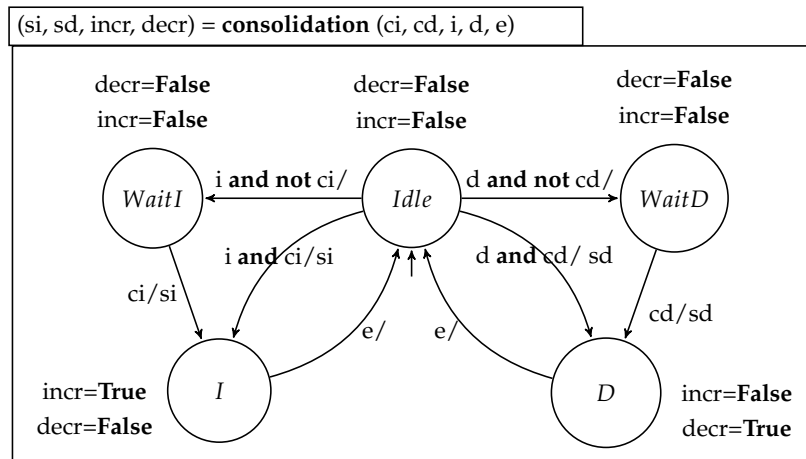 (si, sd, incr, decr) = consolidation (ci, cd, i, d, e)
decr=False
incr=False
decr=False
incr=False
decr=False
incr=False
WaitI
i and not ci/
Idle
d and not cd/
WaitD
i and ci/si
d and cd/ sd
ci/si
cd/sd
e/
e/
I
D
incr=True
decr=False
incr=False
decr=True